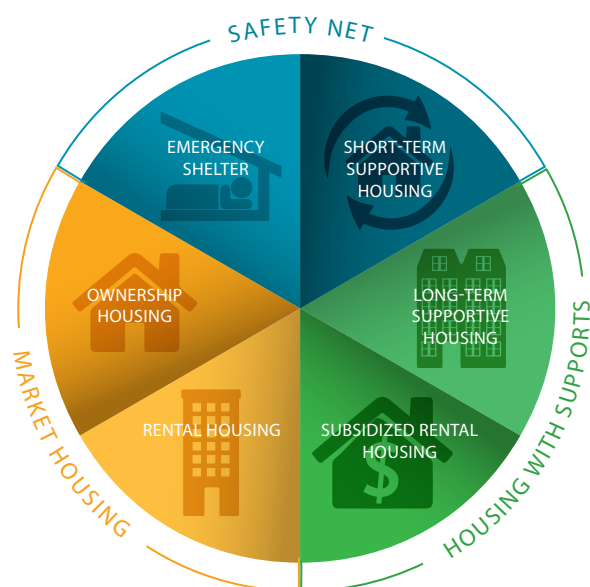 SAFETY NET
EMERGENCY
SHELTER
SHORT-TERM
SUPPORTIVE
HOUSING
OWNERSHIP
HOUSING
LONG-TERM
SUPPORTIVE
HOUSING
RENTAL HOUSING
SUBSIDIZED RENTAL
HOUSING
$
MARKET HOUSING
HOUSING WITH SUPPORTS